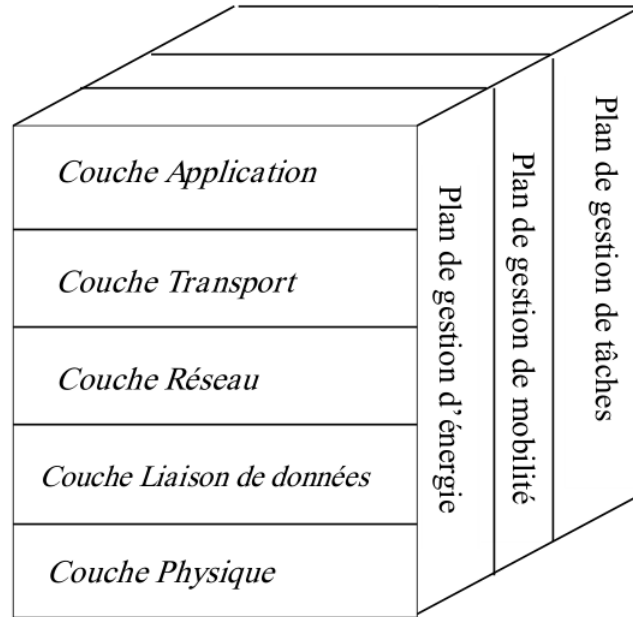 Couche Application
Couche Transport
Couche Réseau
Couche Liaison de données
Couche Physique
Plan de gestion d'énergie
Plan de gestion de mobilité
Plan de gestion de tâches